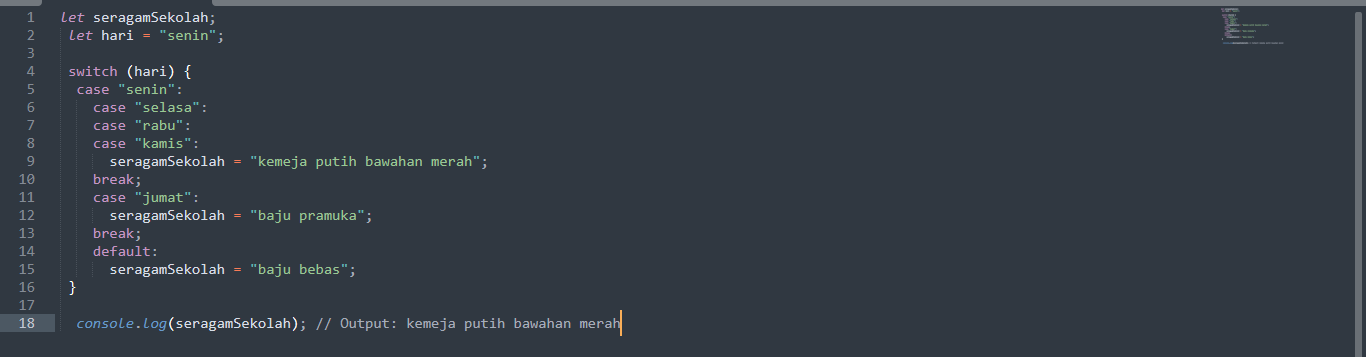 1 let seragamSekolah;
2 let hari = "senin";
3
4 switch (hari) {
5 case "senin":
6 case "selasa":
7 case "rabu":
8 case "kamis":
9 seragamSekolah = "kemeja putih bawahan merah";
10 break;
11 case "jumat":
12 seragamSekolah = "baju pramuka";
13 break;
14 default:
15 seragamSekolah = "baju bebas";
16 }
17
18 console.log(seragamSekolah); // Output: kemeja putih bawahan merah